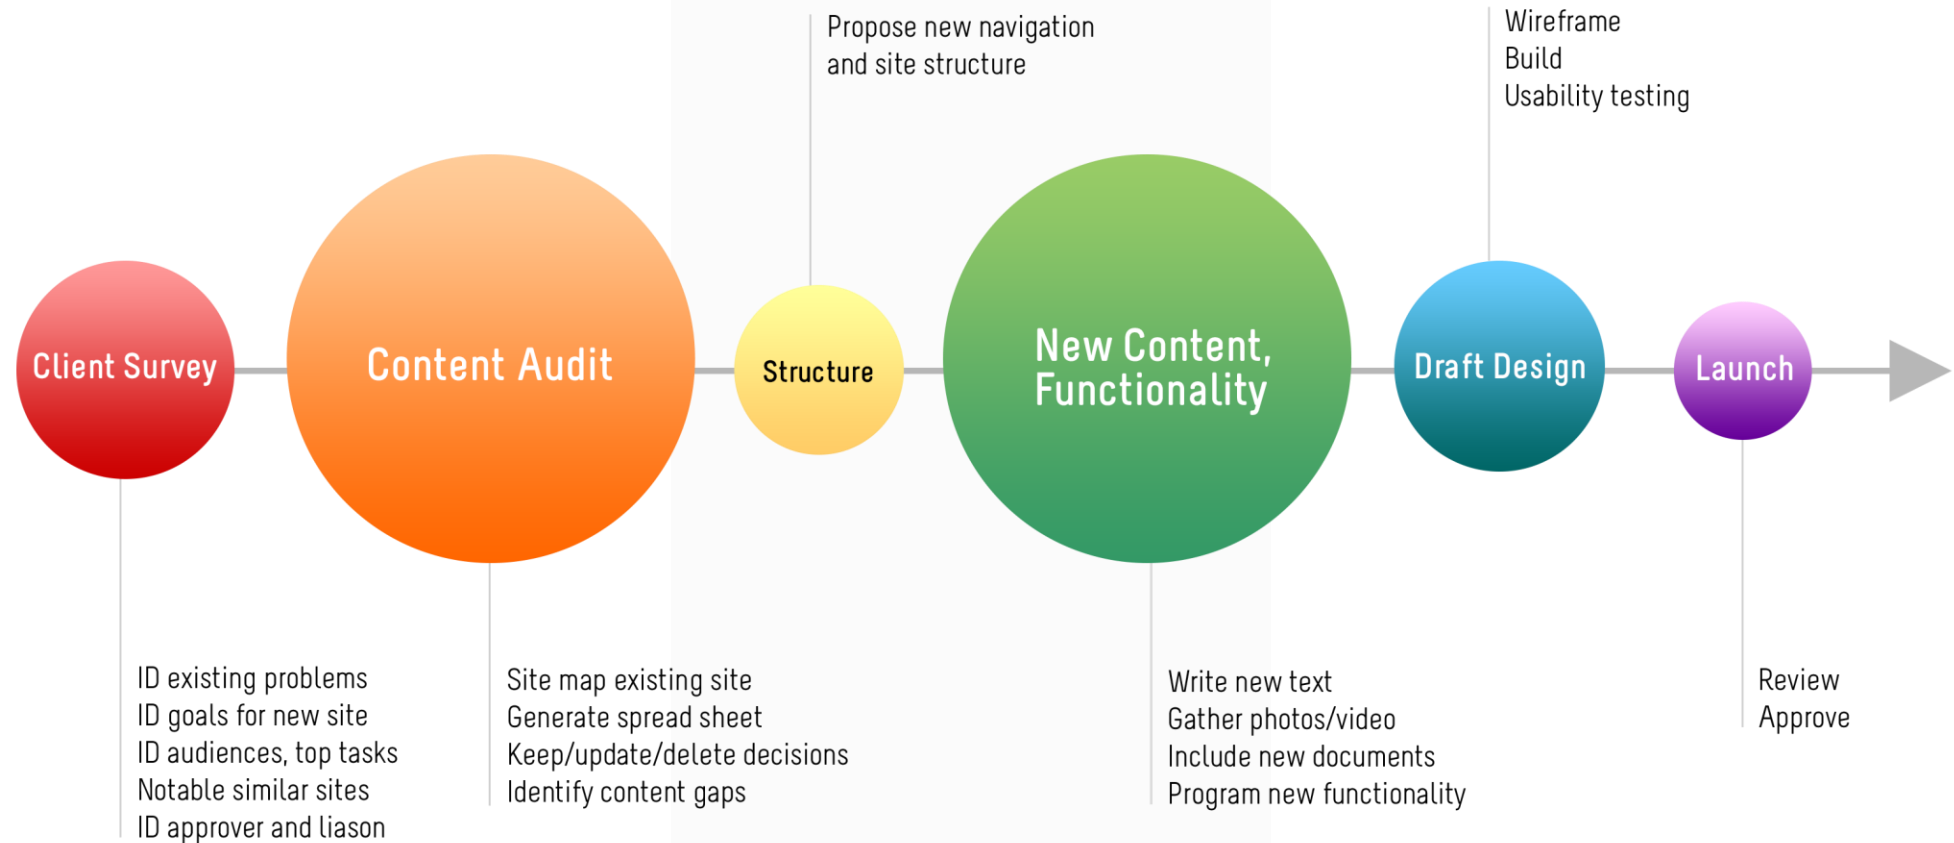 Propose new navigation
and site structure
Wireframe
Build
Usability testing
Client Survey
Content Audit
Structure
New Content,
Functionality
Draft Design
Launch
ID existing problems
ID goals for new site
ID audiences, top tasks
Notable similar sites
ID approver and liason
Site map existing site
Generate spread sheet
Keep/update/delete decisions
Identify content gaps
Write new text
Gather photos/video
Include new documents
Program new functionality
Review
Approve